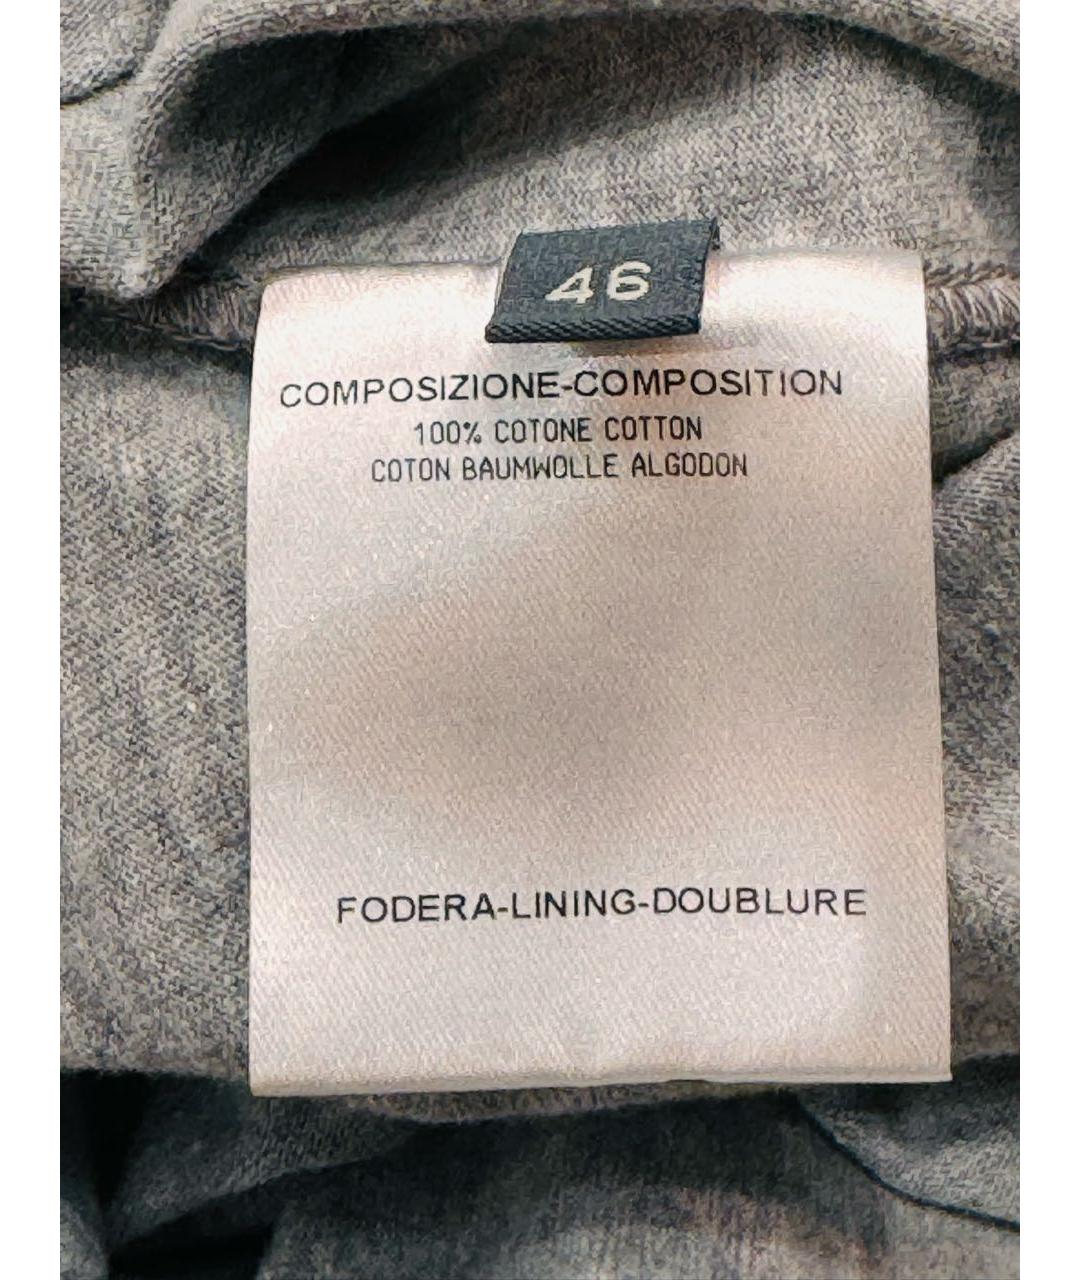 46
COMPOSIZIONE-COMPOSITION
100% COTONE COTTON
COTON BAUMWOLLE ALGODON
FODERA-LINING-DOUBLURE